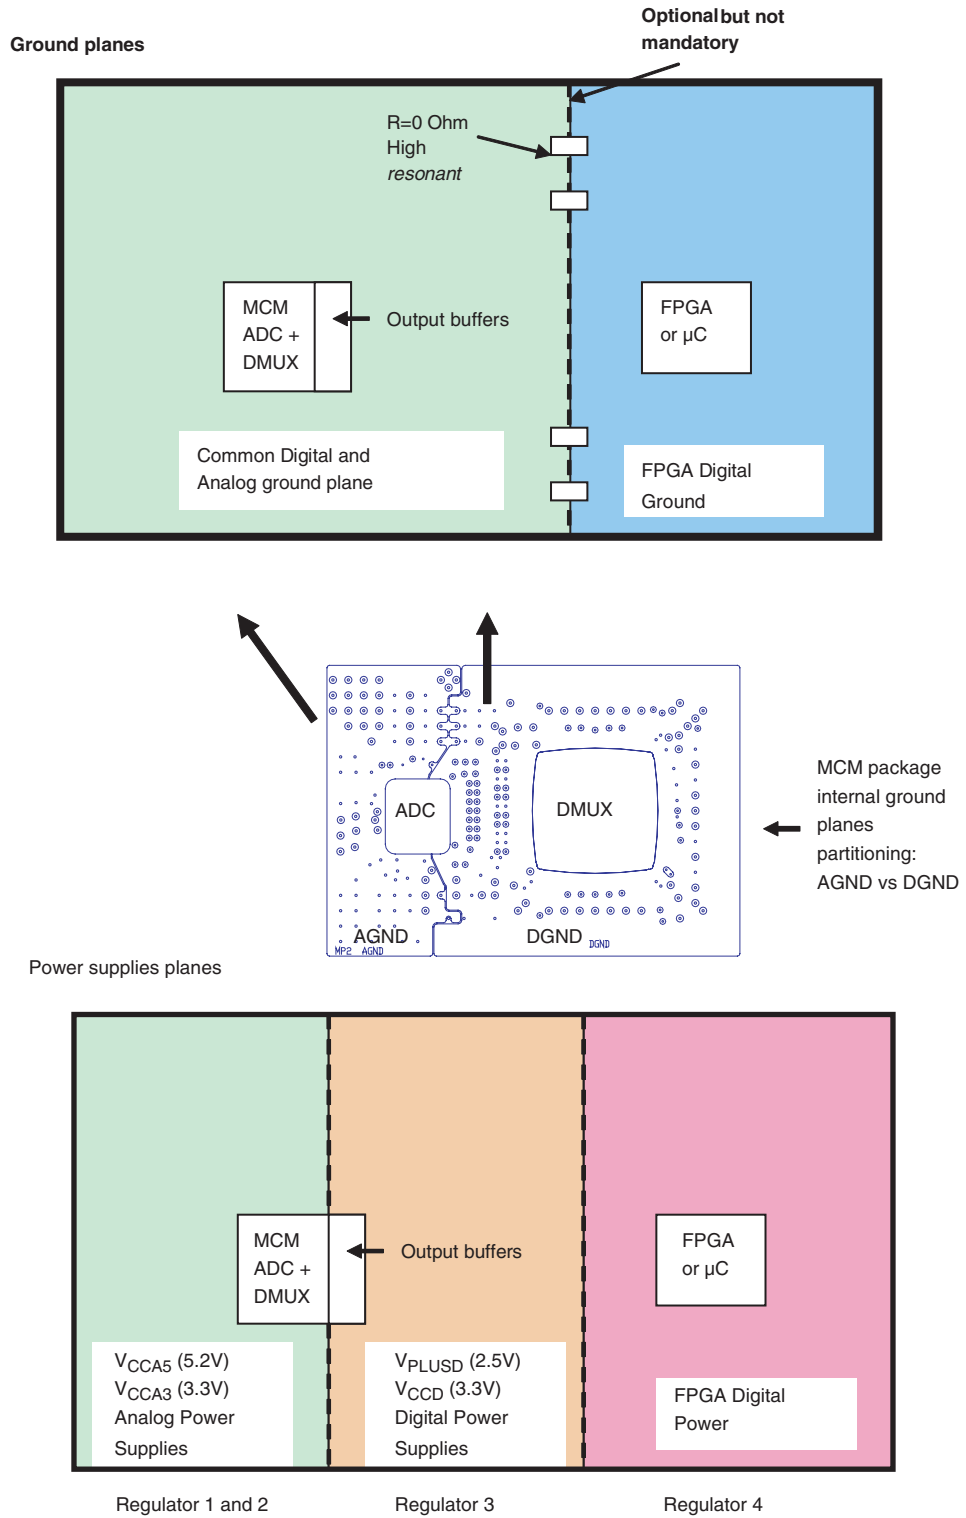 Optional but not
mandatory
Ground planes
R=0 Ohm
High
resonant
MCM
ADC +
DMUX
Output buffers
FPGA
or µC
Common Digital and
Analog ground plane
FPGA Digital
Ground
ADC
DMUX
MCM package
internal ground
planes
partitioning:
AGND vs DGND
AGND
DGND
DGND
MP2 AGND
Power supplies planes
MCM
ADC +
DMUX
Output buffers
FPGA
or µC
VCCA5 (5.2V)
VCCA3 (3.3V)
Analog Power
Supplies
VPLUSD (2.5V)
VCCD (3.3V)
Digital Power
Supplies
FPGA Digital
Power
Regulator 1 and 2
Regulator 3
Regulator 4